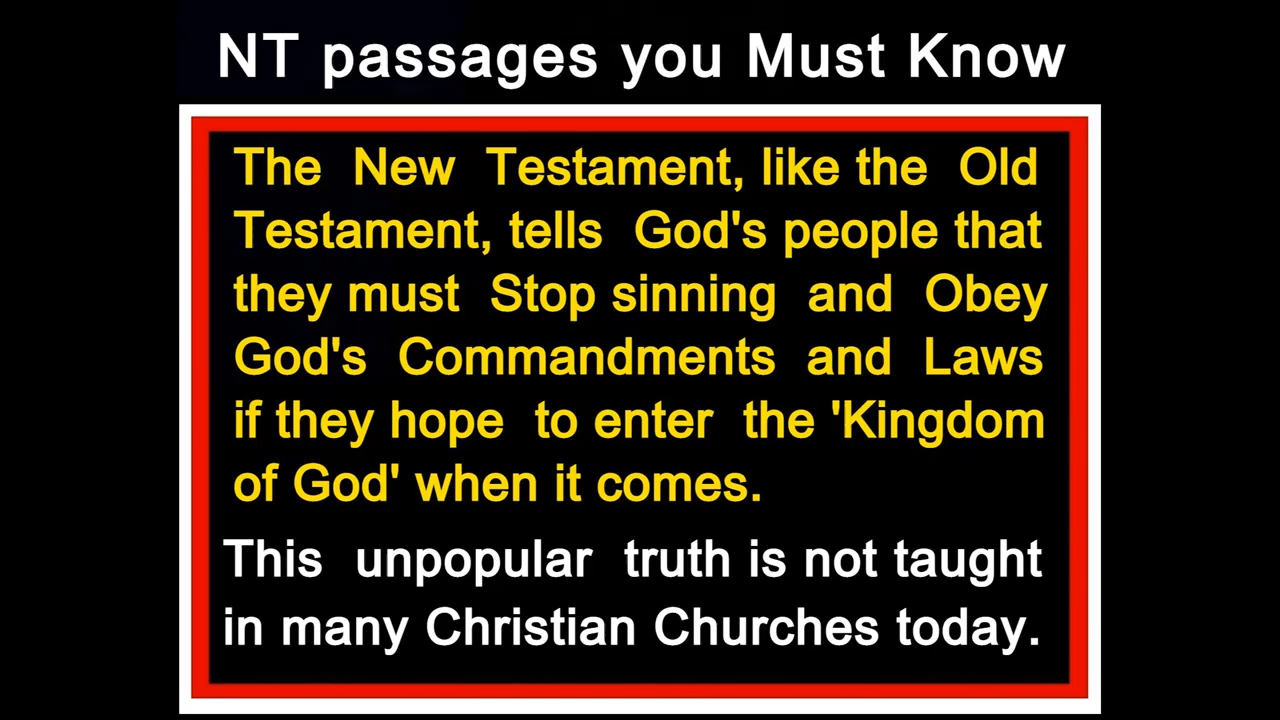 NT passages you Must Know
The New Testament, like the Old
Testament, tells God's people that
they must Stop sinning and Obey
God's Commandments and Laws
if they hope to enter the 'Kingdom
of God' when it comes.
This unpopular truth is not taught
in many Christian Churches today.